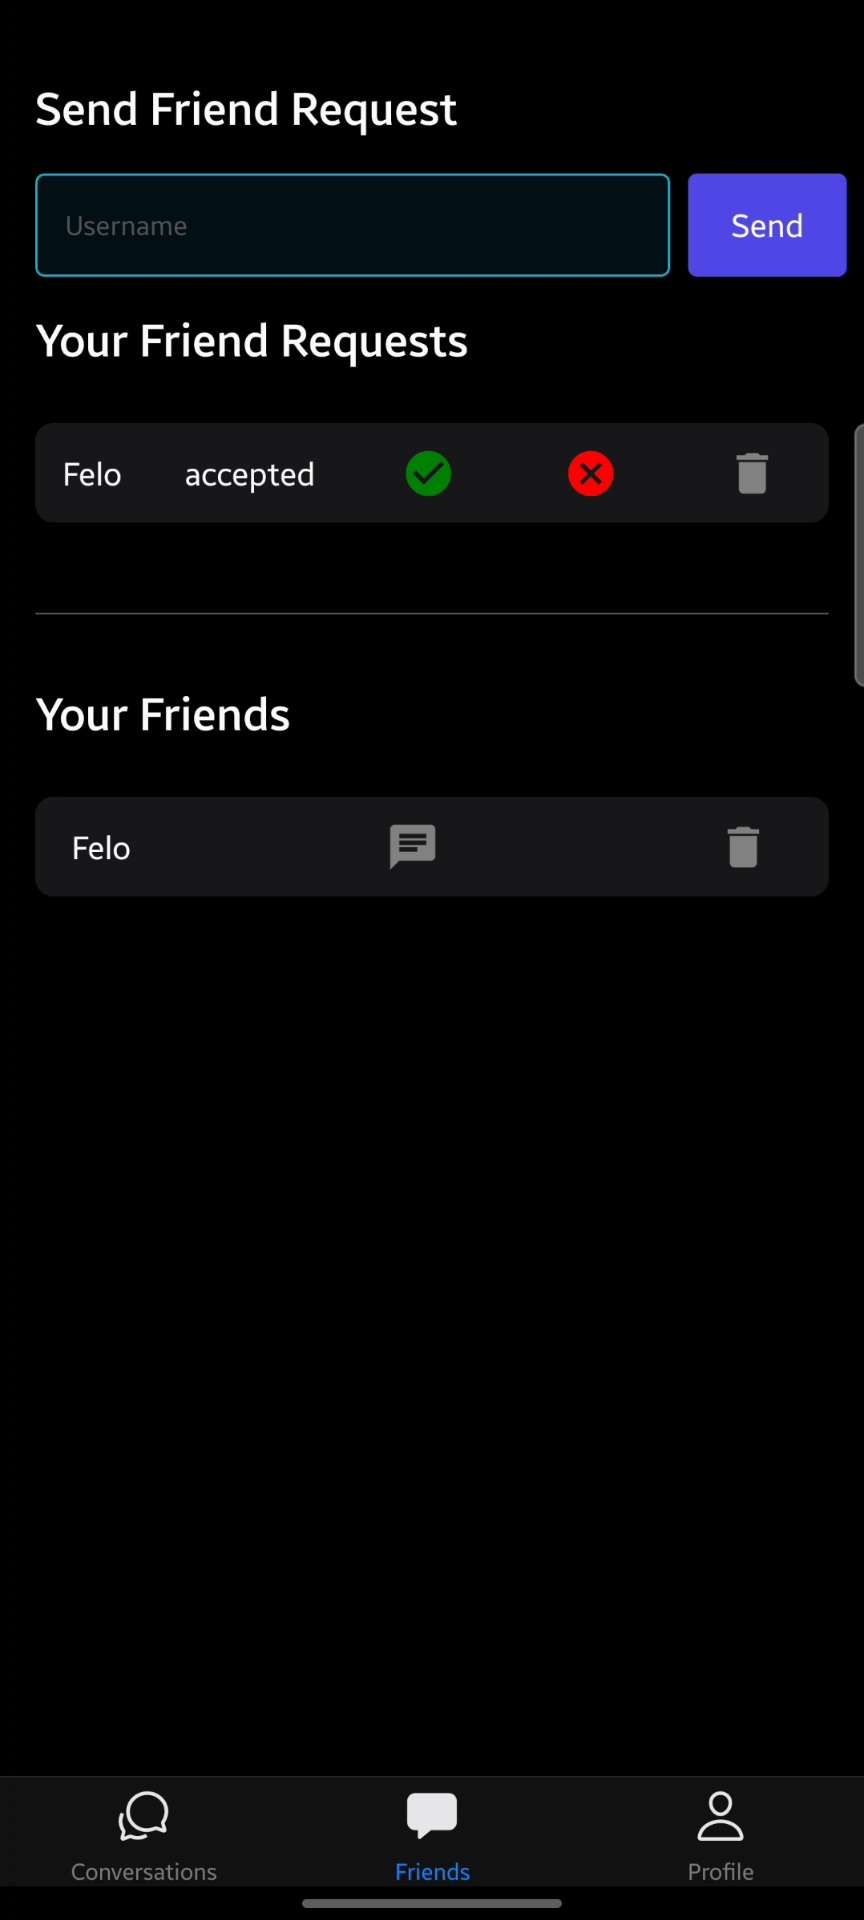 Send Friend Request
Username
Send
Your Friend Requests
Felo accepted
Your Friends
Felo
Conversations Friends Profile